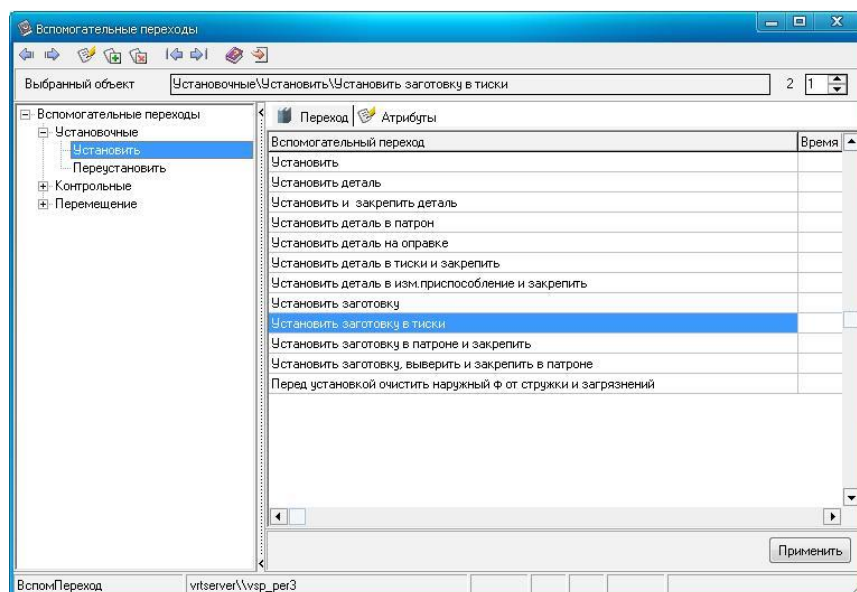 Вспомогательные переходы
Выбранный объект Установочные\Установить\Установить заготовку в тиски 2 1
Вспомогательные переходы
Установочные
Установить
Переустановить
Контрольные
Перемещение
Переход Атрибуты
Вспомогательный переход Время
Установить
Установить деталь
Установить и закрепить деталь
Установить деталь в патрон
Установить деталь на оправке
Установить деталь в тиски и закрепить
Установить деталь в изм.приспособление и закрепить
Установить заготовку
Установить заготовку в тиски
Установить заготовку в патроне и закрепить
Установить заготовку, выверить и закрепить в патроне
Перед установкой очистить наружный ф от стружки и загрязнений
Применить
ВспомПереход vrtserver\\vsp_per3